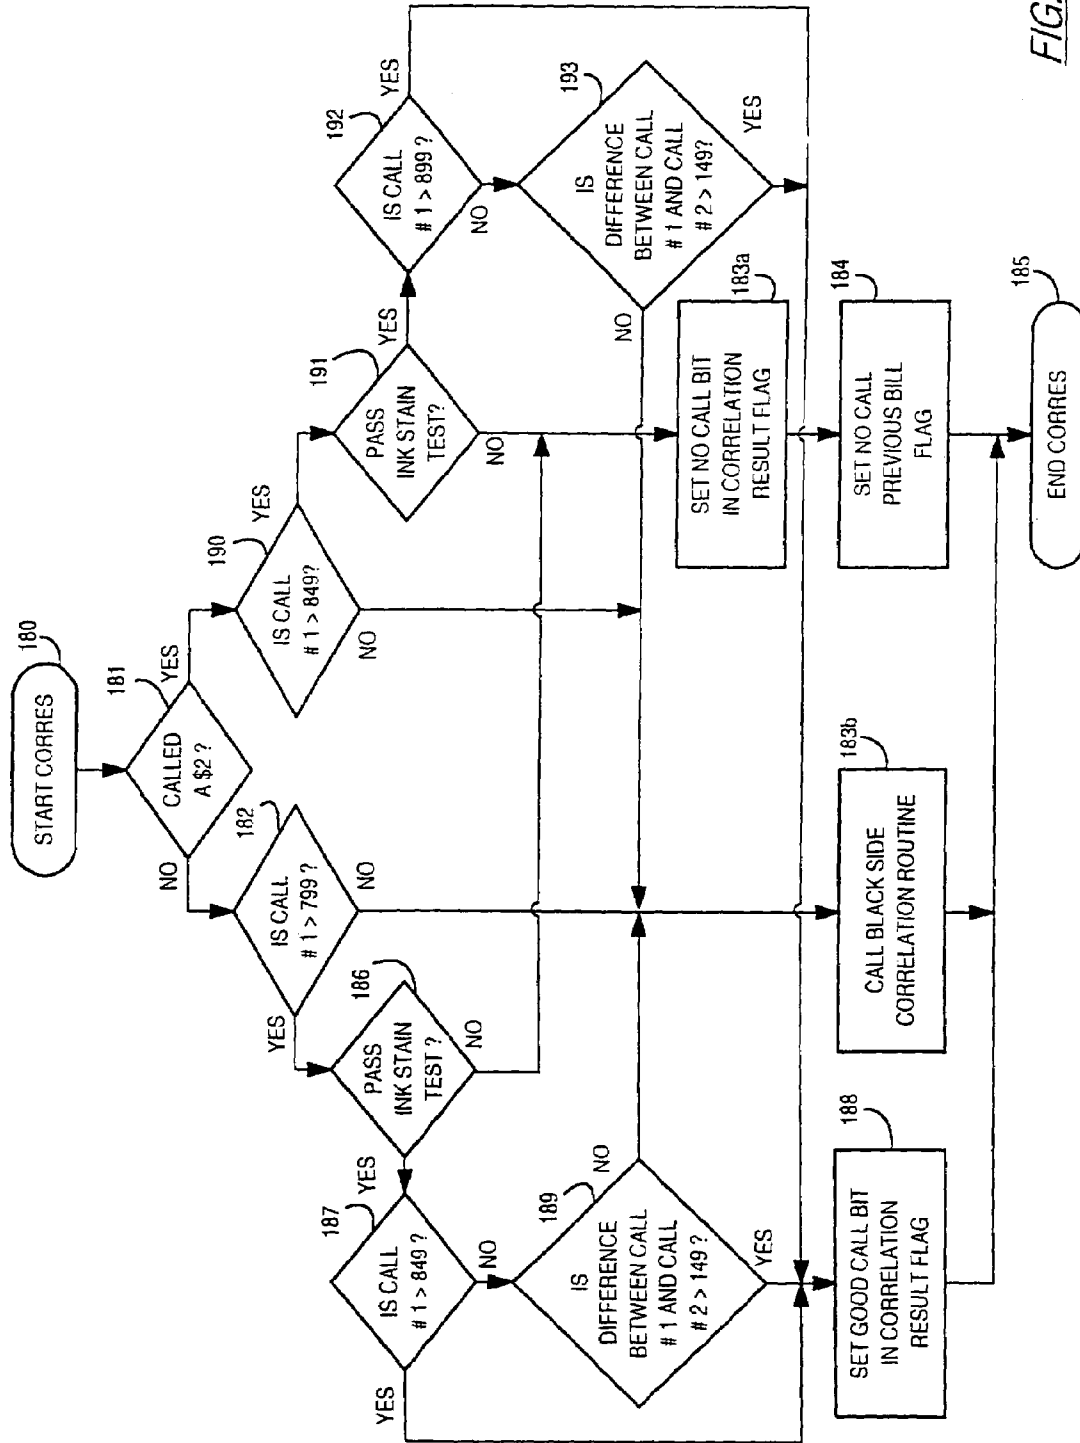 START CORRES
180
CALLED
A $2 ?
181
NO
YES
IS CALL
# 1 > 799 ?
182
YES
NO
IS CALL
# 1 > 849?
190
YES
NO
PASS
INK STAIN
TEST ?
186
YES
NO
PASS
INK STAIN
TEST?
191
YES
NO
IS CALL
# 1 > 849 ?
187
YES
NO
IS CALL
# 1 > 899 ?
192
YES
NO
IS
DIFFERENCE
BETWEEN CALL
# 1 AND CALL
# 2 > 149 ?
189
NO
YES
IS
DIFFERENCE
BETWEEN CALL
# 1 AND CALL
# 2 > 149?
193
NO
YES
SET NO CALL BIT
IN CORRELATION
RESULT FLAG
183a
SET GOOD CALL BIT
IN CORRELATION
RESULT FLAG
188
CALL BLACK SIDE
CORRELATION ROUTINE
183b
SET NO CALL
PREVIOUS BILL
FLAG
184
END CORRES
185
FIG.